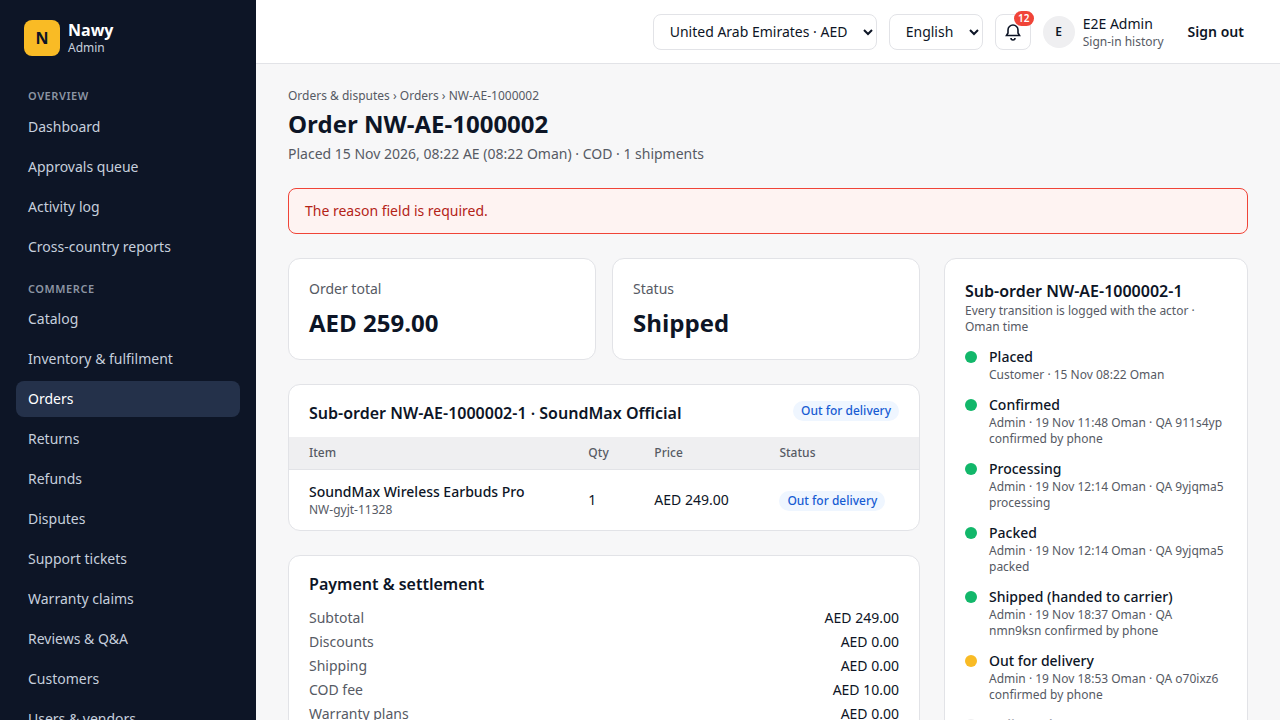 N
Nawy
Admin
OVERVIEW
Dashboard
Approvals queue
Activity log
Cross-country reports
COMMERCE
Catalog
Inventory & fulfilment
Orders
Returns
Refunds
Disputes
Support tickets
Warranty claims
Reviews & Q&A
Customers
Users & vendors
United Arab Emirates · AED
English
12
E
E2E Admin
Sign-in history
Sign out
Orders & disputes › Orders › NW-AE-1000002
Order NW-AE-1000002
Placed 15 Nov 2026, 08:22 AE (08:22 Oman) · COD · 1 shipments
The reason field is required.
Order total
AED 259.00
Status
Shipped
Sub-order NW-AE-1000002-1 · SoundMax Official
Out for delivery
Item Qty Price Status
SoundMax Wireless Earbuds Pro
NW-gyjt-11328
1 AED 249.00 Out for delivery
Payment & settlement
Subtotal AED 249.00
Discounts AED 0.00
Shipping AED 0.00
COD fee AED 10.00
Warranty plans AED 0.00
Sub-order NW-AE-1000002-1
Every transition is logged with the actor ·
Oman time
Placed
Customer · 15 Nov 08:22 Oman
Confirmed
Admin · 19 Nov 11:48 Oman · QA 911s4yp
confirmed by phone
Processing
Admin · 19 Nov 12:14 Oman · QA 9yjqma5
processing
Packed
Admin · 19 Nov 12:14 Oman · QA 9yjqma5
packed
Shipped (handed to carrier)
Admin · 19 Nov 18:37 Oman · QA
nmn9ksn confirmed by phone
Out for delivery
Admin · 19 Nov 18:53 Oman · QA o70ixz6
confirmed by phone